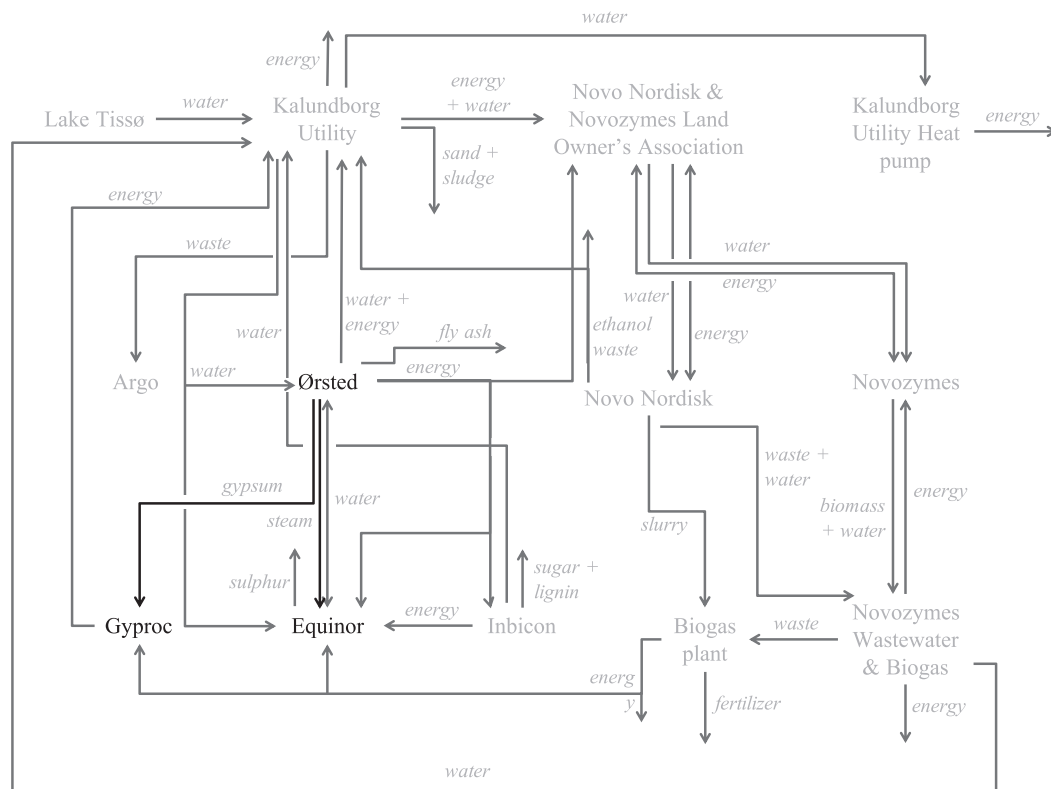 water
energy
energy
+ water
water
Lake Tissø
Kalundborg
Utility
Novo Nordisk &
Novozymes Land
Owner's Association
Kalundborg
Utility Heat
pump
energy
sand +
sludge
energy
waste
water
energy
water +
energy
water
energy
ethanol
waste
water
fly ash
energy
Argo
water
Ørsted
Novo Nordisk
Novozymes
gypsum
steam
water
waste +
water
slurry
biomass
+ water
energy
sulphur
energy
sugar +
lignin
Gyproc
Equinor
Inbicon
Biogas
plant
waste
Novozymes
Wastewater
& Biogas
energ
y
fertilizer
energy
water